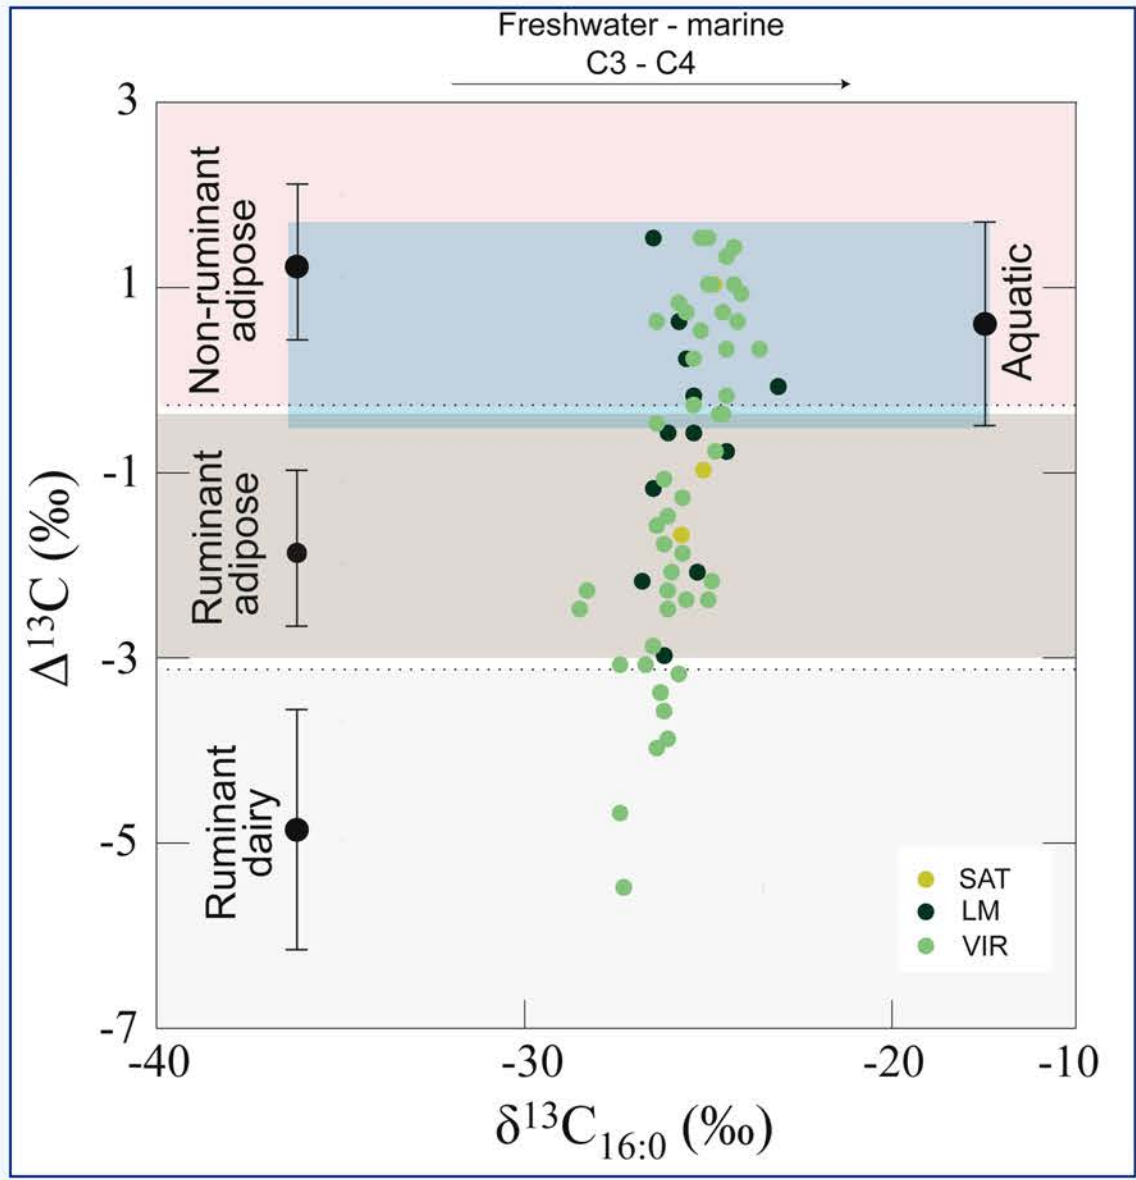 Freshwater - marine
C3 - C4
3
1
-1
-3
-5
-7
Δ¹³C (‰)
Non-ruminant
adipose
Ruminant
adipose
Ruminant
dairy
Aquatic
SAT
LM
VIR
-40
-30
-20
-10
δ¹³C₁₆:₀ (‰)